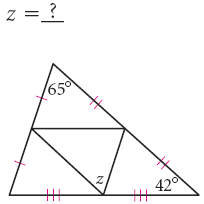 z = ?
65°
z 42°